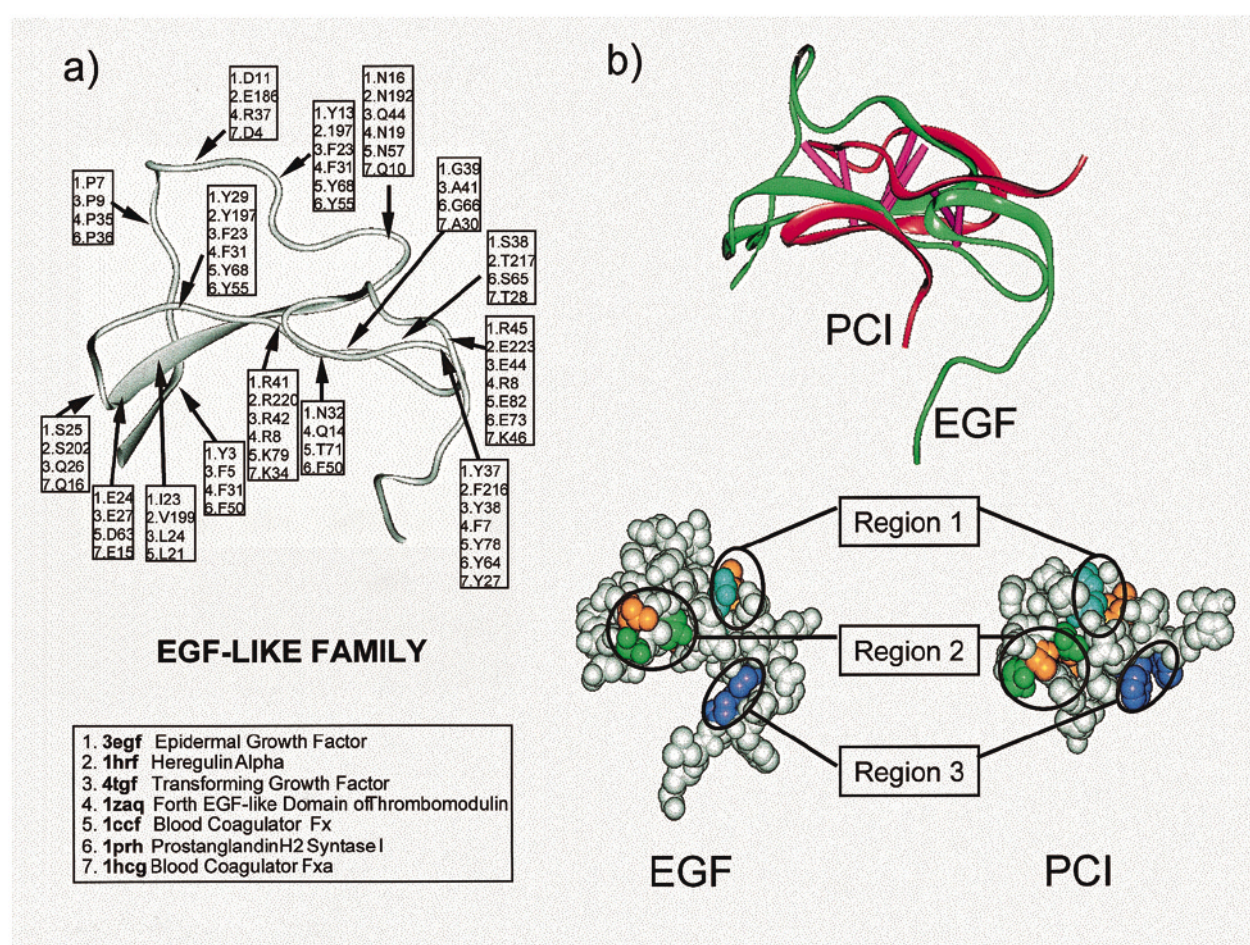 a)
b)
1.D11
2.E186
4.R37
7.D4
1.Y13
2.197
3.F23
4.F31
5.Y68
6.Y55
1.N16
2.N192
3.Q44
4.N19
5.N57
7.Q10
1.P7
3.P9
4.P35
6.P36
1.Y29
2.Y197
3.F23
4.F31
5.Y68
6.Y55
1.G39
3.A41
6.G66
7.A30
1.S38
2.T217
6.S65
7.T28
1.R45
2.E223
3.E44
4.R8
5.E82
6.E73
7.K46
1.S25
2.S202
3.Q26
7.Q16
1.E24
3.E27
5.D63
7.E15
1.I23
2.V199
3.L24
5.L21
1.Y3
3.F5
4.F31
6.F50
1.R41
2.R220
3.R42
4.R8
5.K79
7.K34
1.N32
4.Q14
5.T71
6.F50
1.Y37
2.F216
3.Y38
4.F7
5.Y78
6.Y64
7.Y27
EGF-LIKE FAMILY
1. 3egf Epidermal Growth Factor
2. 1hrf Heregulin Alpha
3. 4tgf Transforming Growth Factor
4. 1zaq Forth EGF-like Domain of Thrombomodulin
5. 1ccf Blood Coagulator Fx
6. 1prh Prostanglandin H2 Syntase I
7. 1hcg Blood Coagulator Fxa
PCI
EGF
Region 1
Region 2
Region 3
EGF
PCI